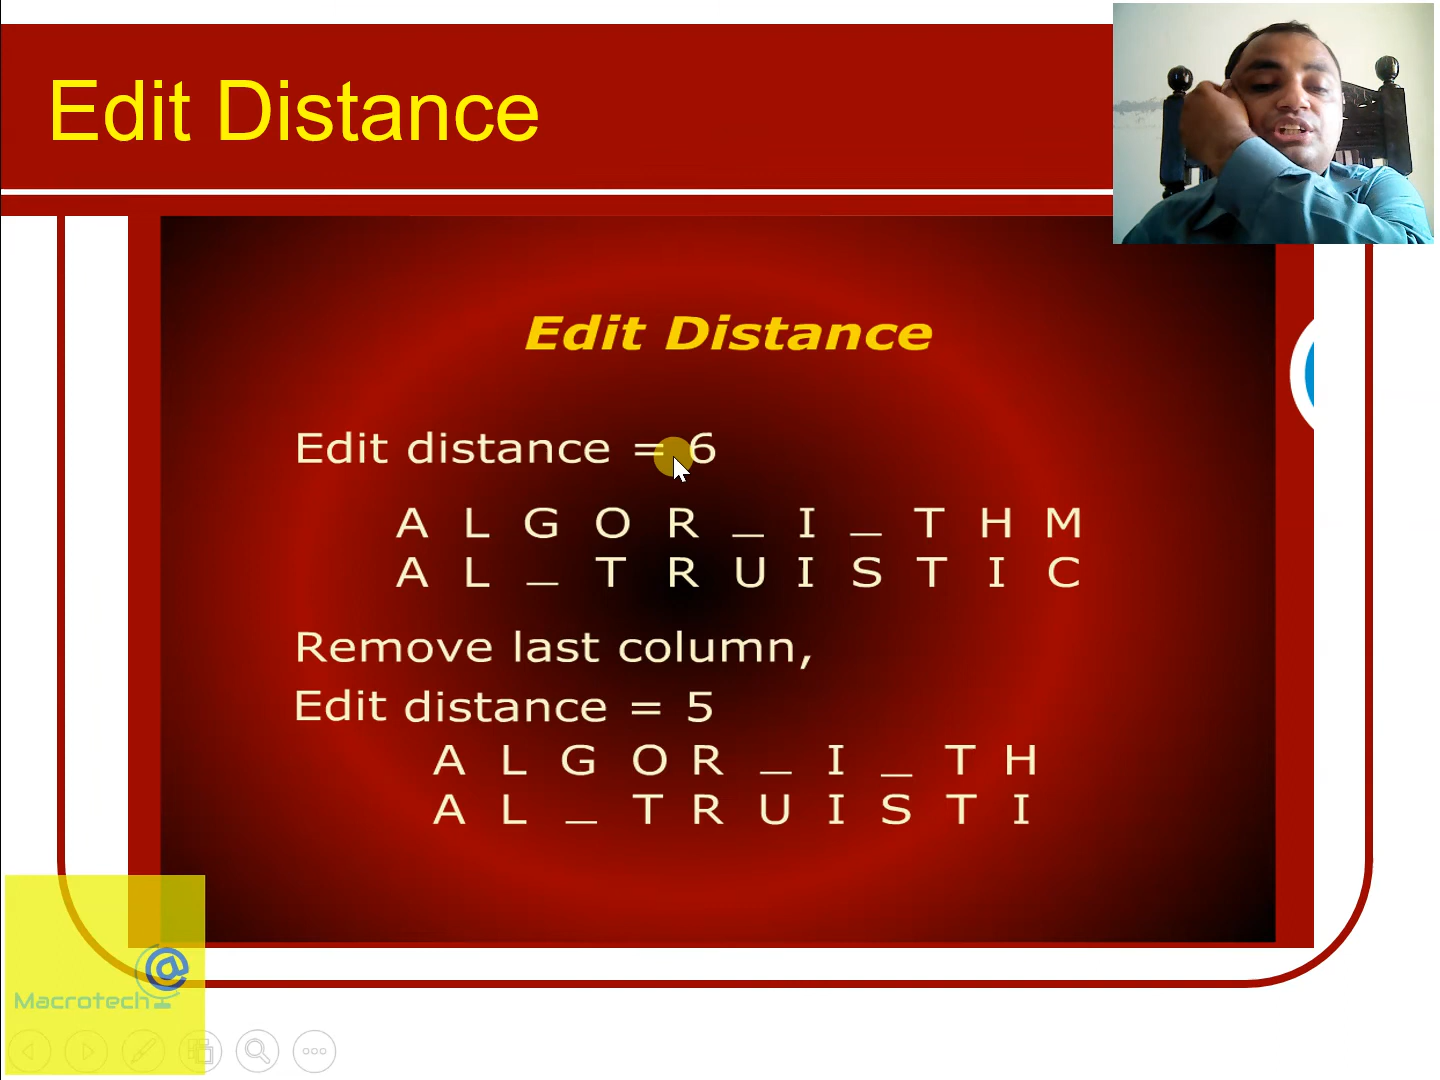 Edit Distance
Edit Distance
Edit distance = 6
A L G O R _ I _ T H M
A L _ T R U I S T I C
Remove last column,
Edit distance = 5
A L G O R _ I _ T H
A L _ T R U I S T I
@
Macrotech